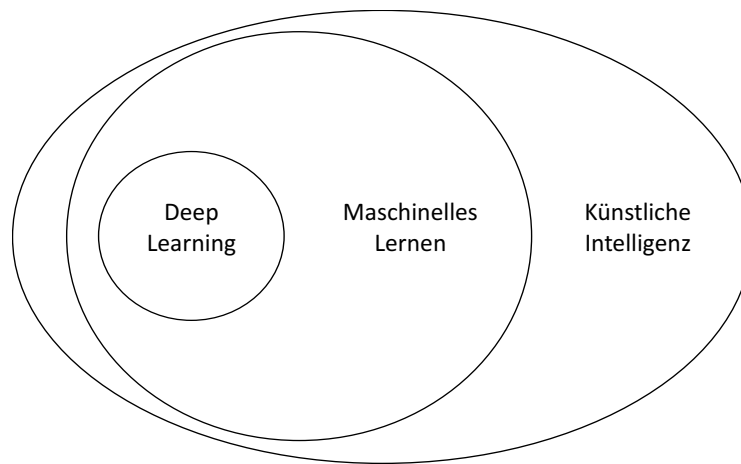 Deep
Learning
Maschinelles
Lernen
Künstliche
Intelligenz